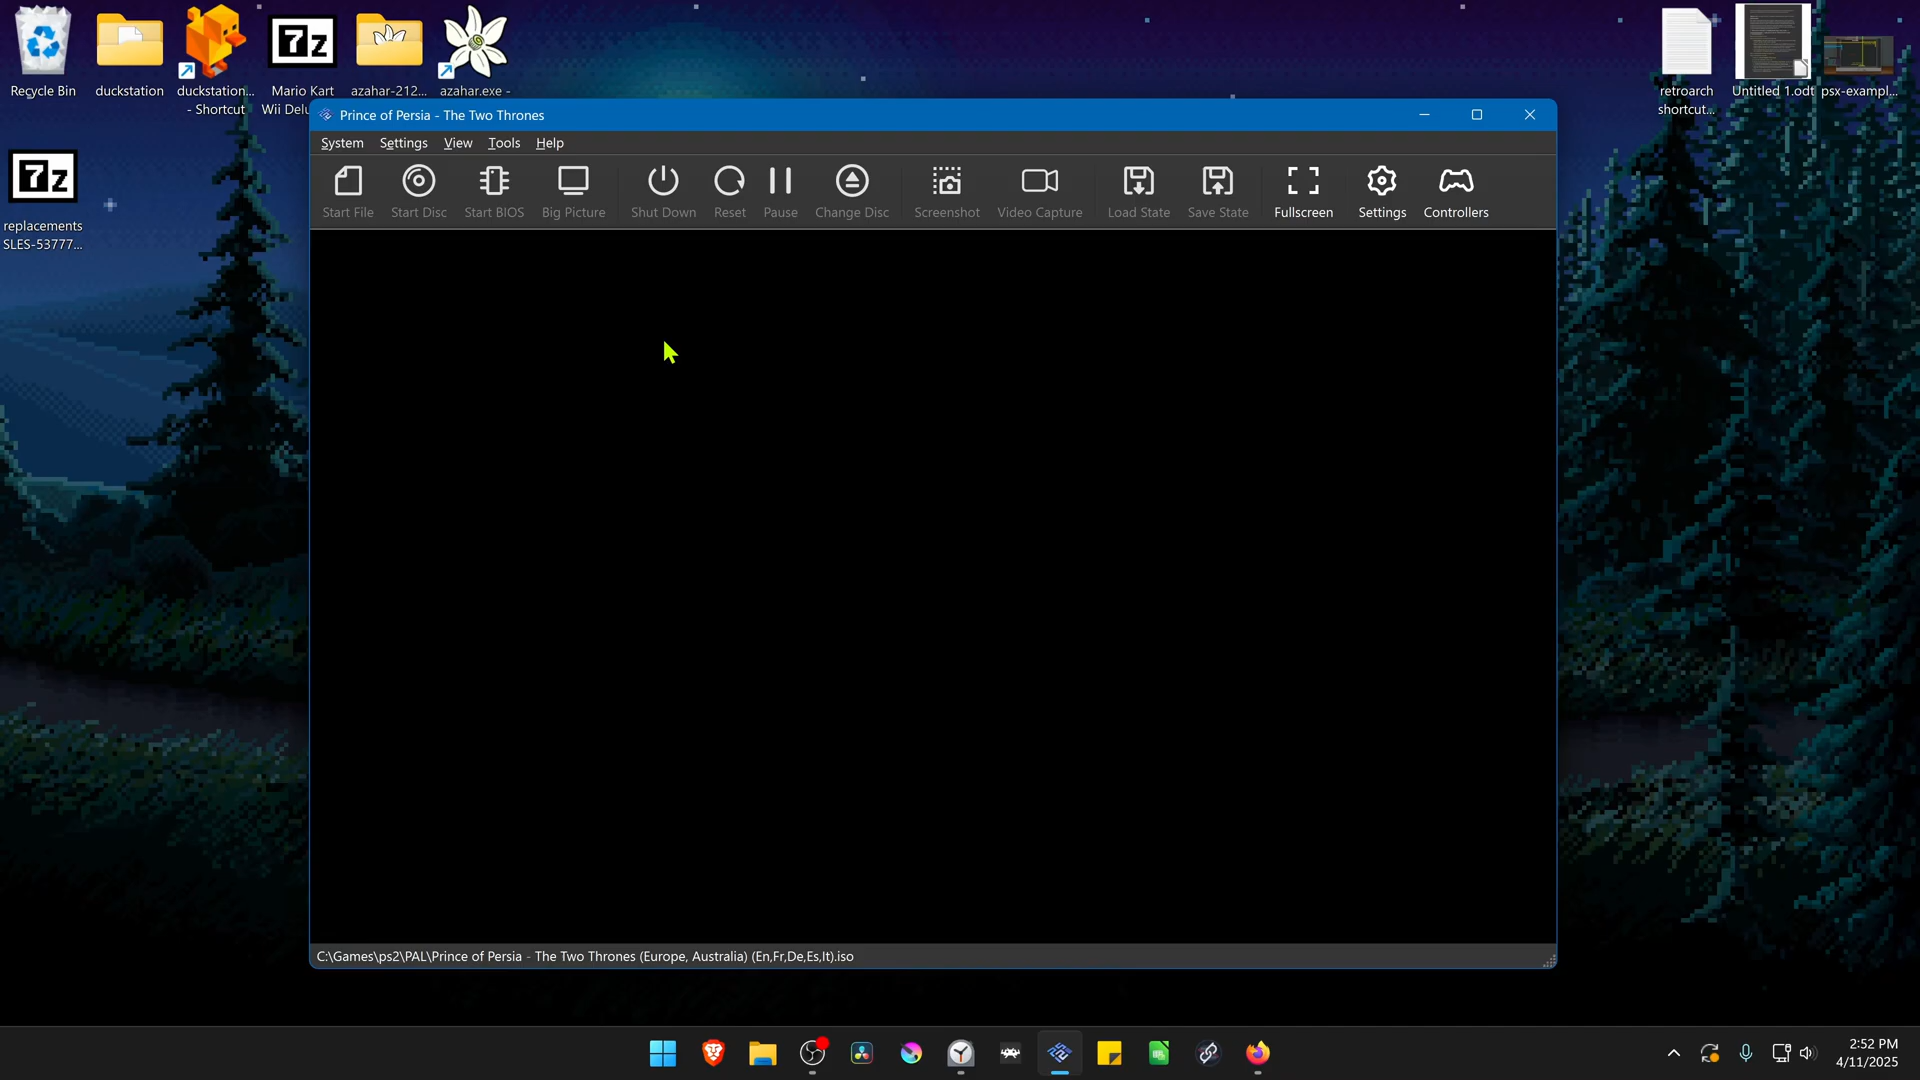 Recycle Bin
duckstation
duckstation...
- Shortcut
Mario Kart
Wii Delu
azahar-212...
azahar.exe -
retroarch
shortcut...
Untitled 1.odt
psx-exampl...
replacements
SLES-53777...
Prince of Persia - The Two Thrones
System Settings View Tools Help
Start File Start Disc Start BIOS Big Picture Shut Down Reset Pause Change Disc Screenshot Video Capture Load State Save State Fullscreen Settings Controllers
C:\Games\ps2\PAL\Prince of Persia - The Two Thrones (Europe, Australia) (En,Fr,De,Es,It).iso
2:52 PM
4/11/2025